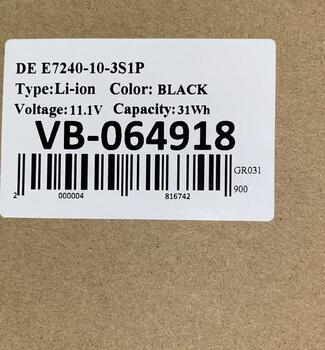 DE E7240-10-3S1P
Type:Li-ion Color: BLACK
Voltage: 11.1V Capacity: 31Wh
VB-064918
GR031
900
2 000004 816742